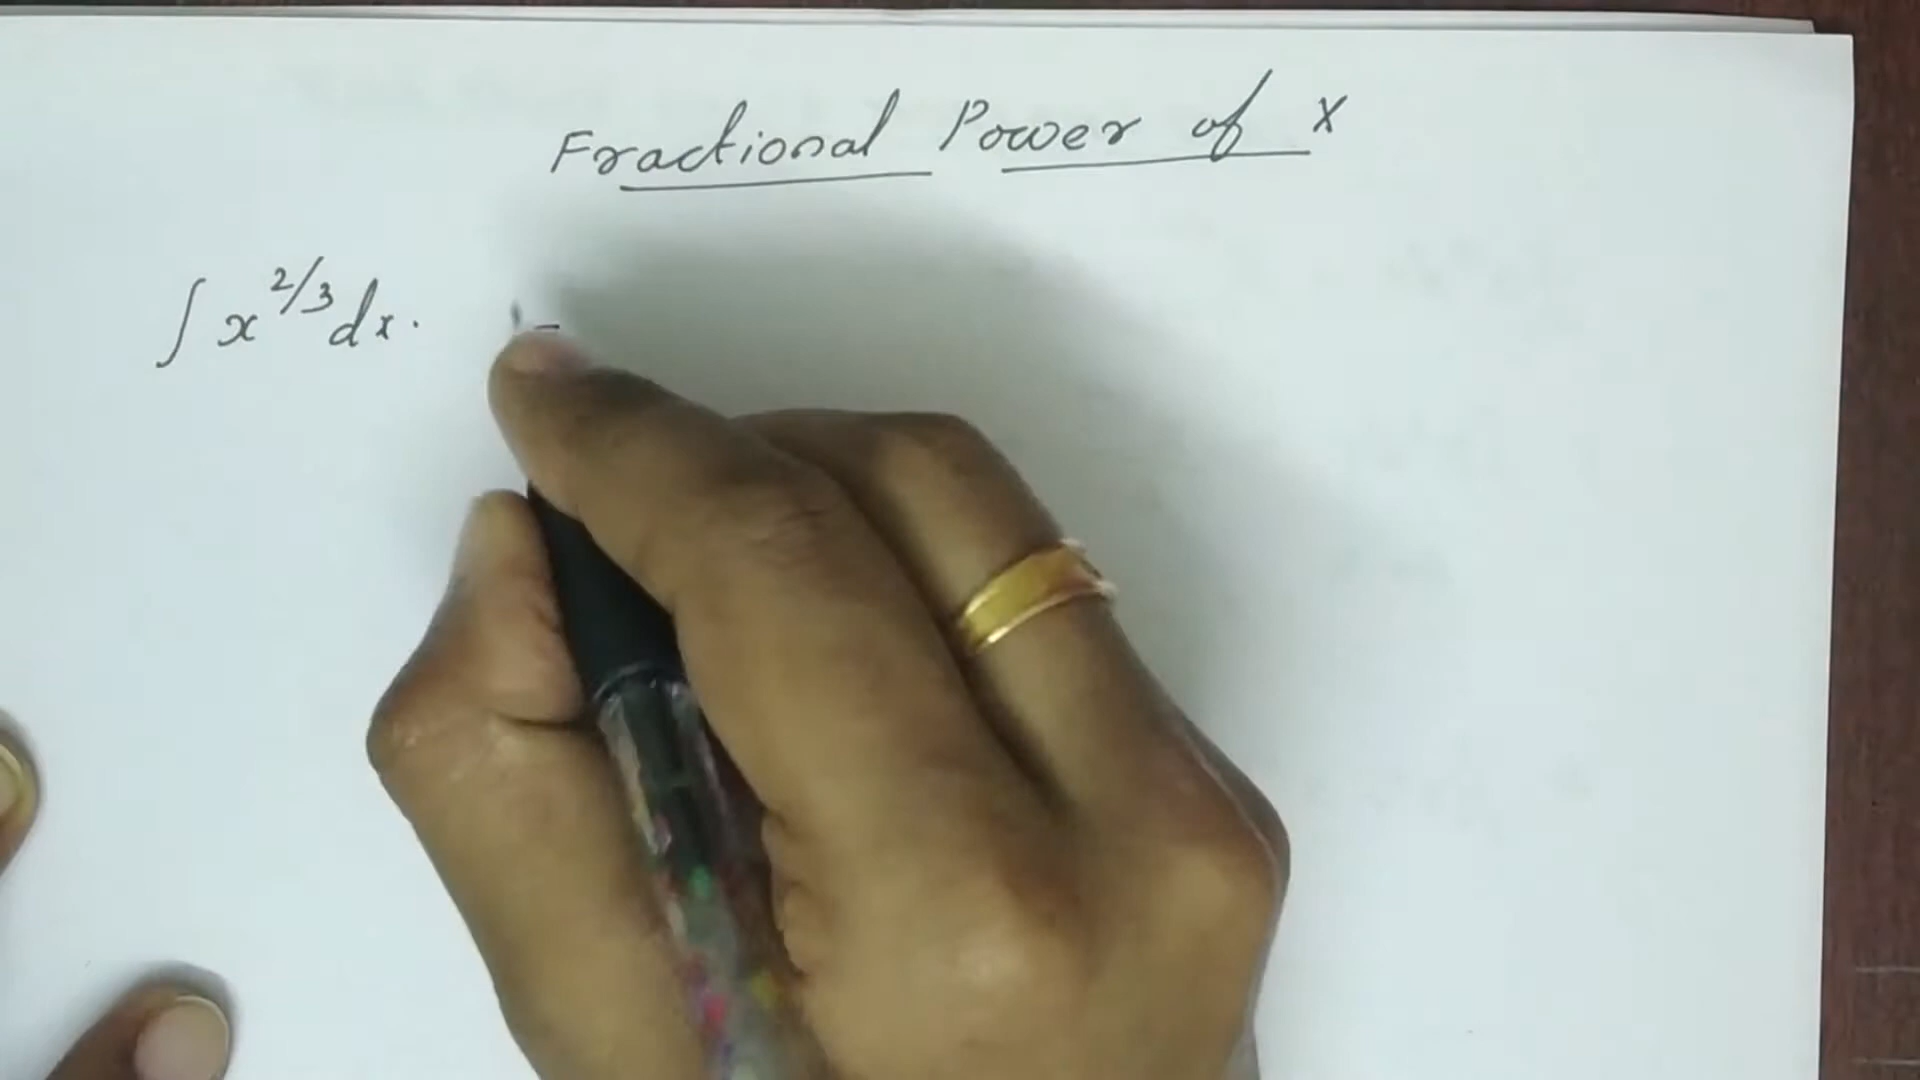 Fractional Power of x
∫ x^{2/3} dx.